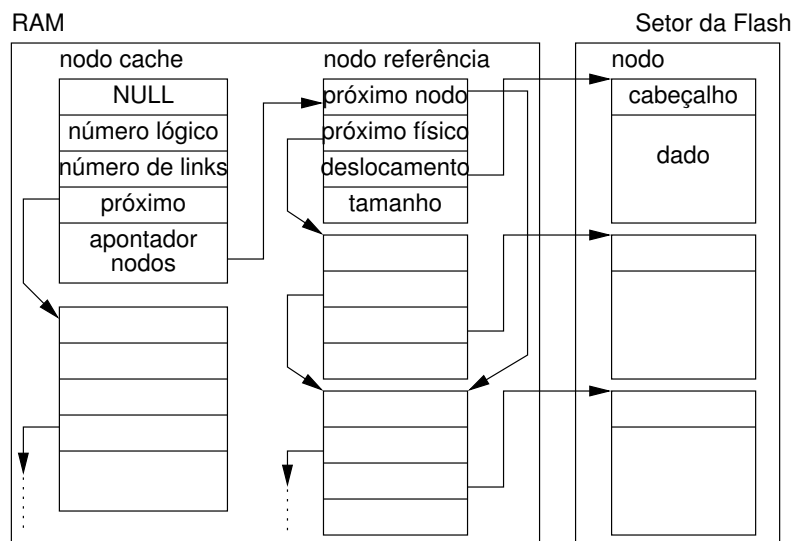 RAM
Setor da Flash
nodo cache
NULL
número lógico
número de links
próximo
apontador
nodos
nodo referência
próximo nodo
próximo físico
deslocamento
tamanho
nodo
cabeçalho
dado